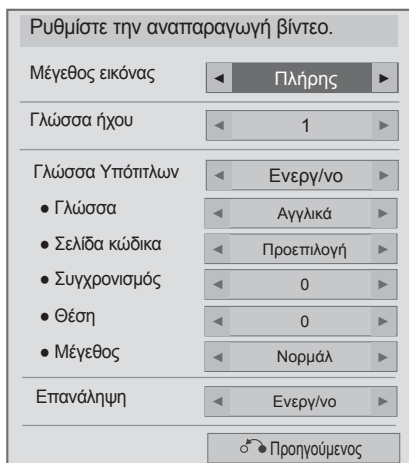 Ρυθμίστε την αναπαραγωγή βίντεο.
Μέγεθος εικόνας ◄ Πλήρης ►
Γλώσσα ήχου ◄ 1 ►
Γλώσσα Υπότιτλων ◄ Ενεργ/νο ►
● Γλώσσα ◄ Αγγλικά ►
● Σελίδα κώδικα ◄ Προεπιλογή ►
● Συγχρονισμός ◄ 0 ►
● Θέση ◄ 0 ►
● Μέγεθος ◄ Νορμάλ ►
Επανάληψη ◄ Ενεργ/νο ►
Προηγούμενος